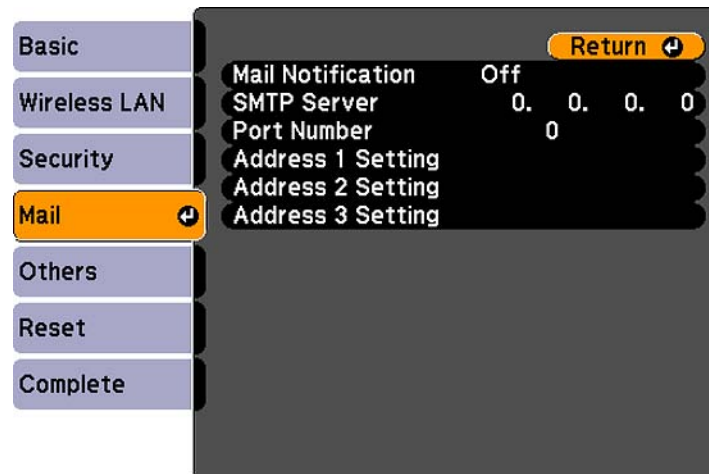 Basic
Wireless LAN
Security
Mail
Others
Reset
Complete
Return
Mail Notification Off
SMTP Server 0. 0. 0. 0
Port Number 0
Address 1 Setting
Address 2 Setting
Address 3 Setting